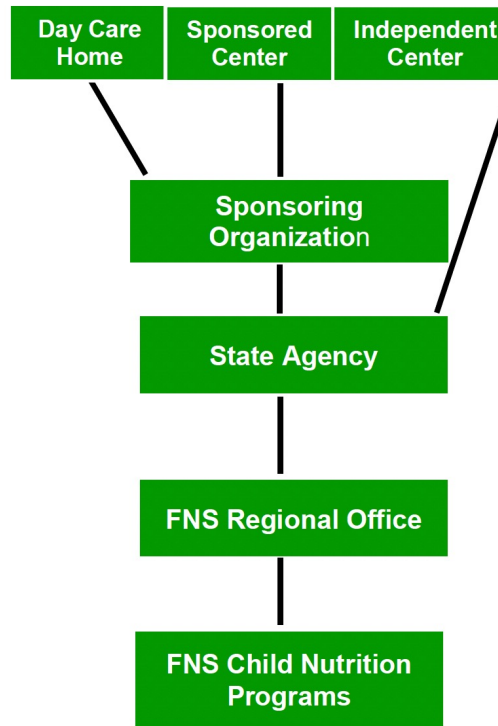 Day Care
Home
Sponsored
Center
Independent
Center
Sponsoring
Organization
State Agency
FNS Regional Office
FNS Child Nutrition
Programs